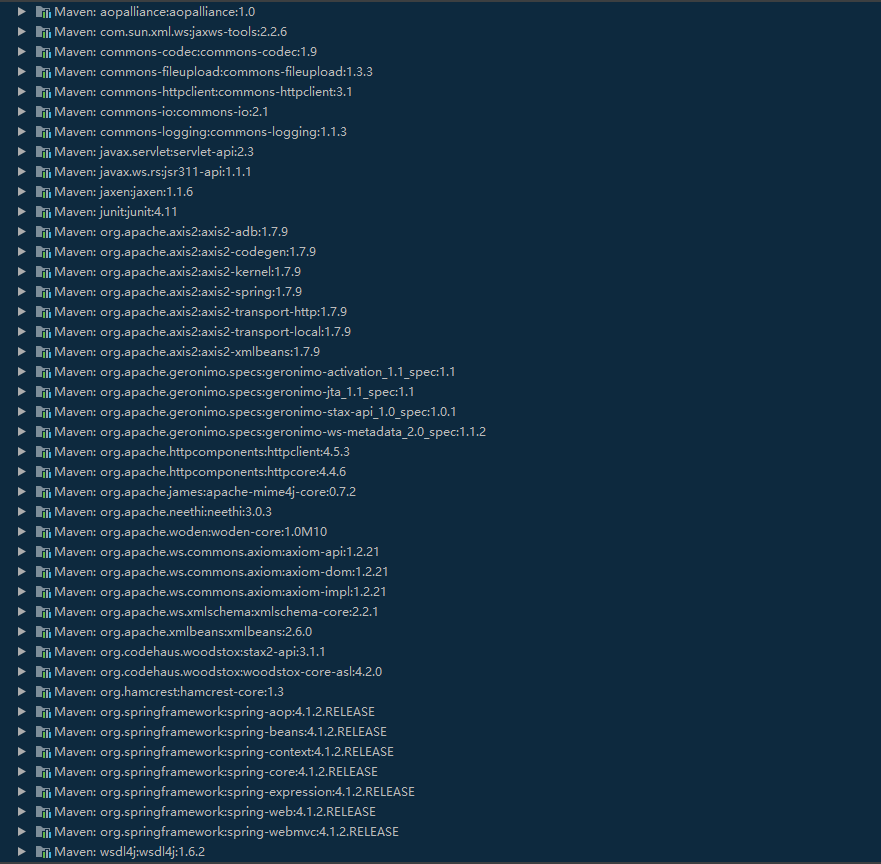 Maven: aopalliance:aopalliance:1.0
Maven: com.sun.xml.ws:jaxws-tools:2.2.6
Maven: commons-codec:commons-codec:1.9
Maven: commons-fileupload:commons-fileupload:1.3.3
Maven: commons-httpclient:commons-httpclient:3.1
Maven: commons-io:commons-io:2.1
Maven: commons-logging:commons-logging:1.1.3
Maven: javax.servlet:servlet-api:2.3
Maven: javax.ws.rs:jsr311-api:1.1.1
Maven: jaxen:jaxen:1.1.6
Maven: junit:junit:4.11
Maven: org.apache.axis2:axis2-adb:1.7.9
Maven: org.apache.axis2:axis2-codegen:1.7.9
Maven: org.apache.axis2:axis2-kernel:1.7.9
Maven: org.apache.axis2:axis2-spring:1.7.9
Maven: org.apache.axis2:axis2-transport-http:1.7.9
Maven: org.apache.axis2:axis2-transport-local:1.7.9
Maven: org.apache.axis2:axis2-xmlbeans:1.7.9
Maven: org.apache.geronimo.specs:geronimo-activation_1.1_spec:1.1
Maven: org.apache.geronimo.specs:geronimo-jta_1.1_spec:1.1
Maven: org.apache.geronimo.specs:geronimo-stax-api_1.0_spec:1.0.1
Maven: org.apache.geronimo.specs:geronimo-ws-metadata_2.0_spec:1.1.2
Maven: org.apache.httpcomponents:httpclient:4.5.3
Maven: org.apache.httpcomponents:httpcore:4.4.6
Maven: org.apache.james:apache-mime4j-core:0.7.2
Maven: org.apache.neethi:neethi:3.0.3
Maven: org.apache.woden:woden-core:1.0M10
Maven: org.apache.ws.commons.axiom:axiom-api:1.2.21
Maven: org.apache.ws.commons.axiom:axiom-dom:1.2.21
Maven: org.apache.ws.commons.axiom:axiom-impl:1.2.21
Maven: org.apache.ws.xmlschema:xmlschema-core:2.2.1
Maven: org.apache.xmlbeans:xmlbeans:2.6.0
Maven: org.codehaus.woodstox:stax2-api:3.1.1
Maven: org.codehaus.woodstox:woodstox-core-asl:4.2.0
Maven: org.hamcrest:hamcrest-core:1.3
Maven: org.springframework:spring-aop:4.1.2.RELEASE
Maven: org.springframework:spring-beans:4.1.2.RELEASE
Maven: org.springframework:spring-context:4.1.2.RELEASE
Maven: org.springframework:spring-core:4.1.2.RELEASE
Maven: org.springframework:spring-expression:4.1.2.RELEASE
Maven: org.springframework:spring-web:4.1.2.RELEASE
Maven: org.springframework:spring-webmvc:4.1.2.RELEASE
Maven: wsdl4j:wsdl4j:1.6.2